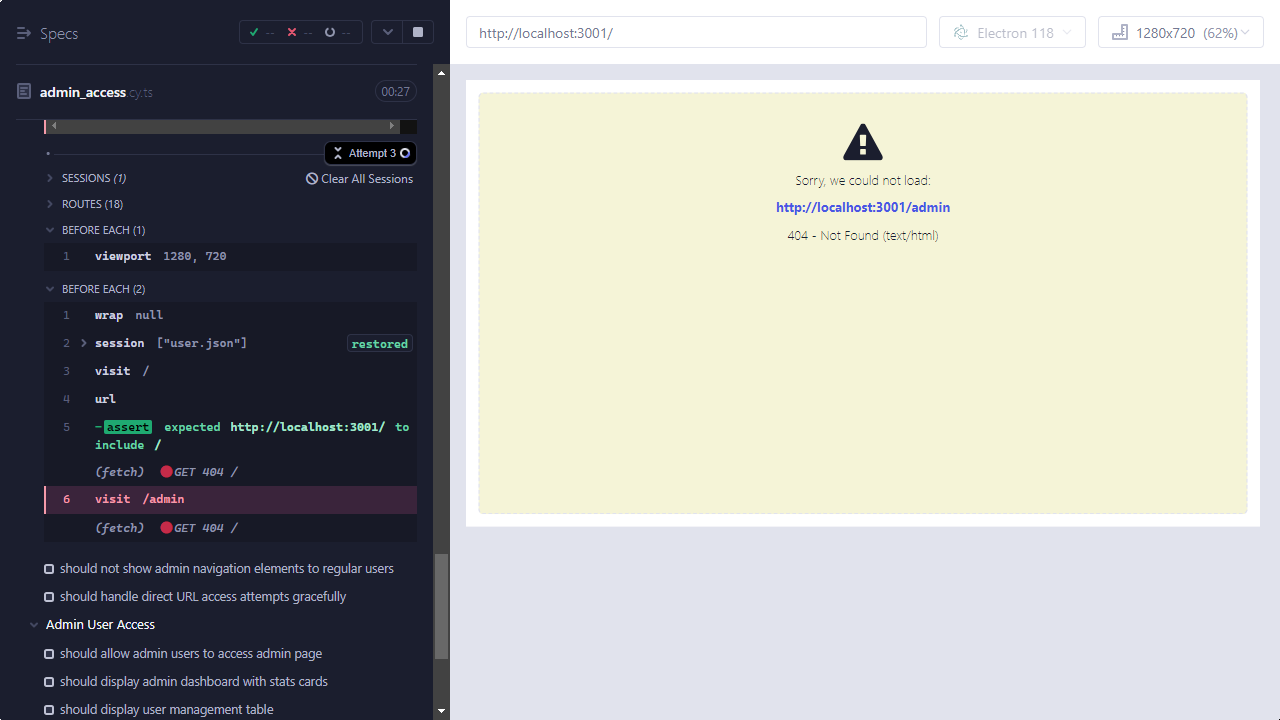 Specs
--
--
--
admin_access.cy.ts
00:27
Attempt 3
SESSIONS (1)
Clear All Sessions
ROUTES (18)
BEFORE EACH (1)
1 viewport 1280, 720
BEFORE EACH (2)
1 wrap null
2 session ["user.json"] restored
3 visit /
4 url
5 -assert expected http://localhost:3001/ to
include /
(fetch) GET 404 /
6 visit /admin
(fetch) GET 404 /
should not show admin navigation elements to regular users
should handle direct URL access attempts gracefully
Admin User Access
should allow admin users to access admin page
should display admin dashboard with stats cards
should display user management table
http://localhost:3001/
Electron 118
1280x720 (62%)
Sorry, we could not load:
http://localhost:3001/admin
404 - Not Found (text/html)